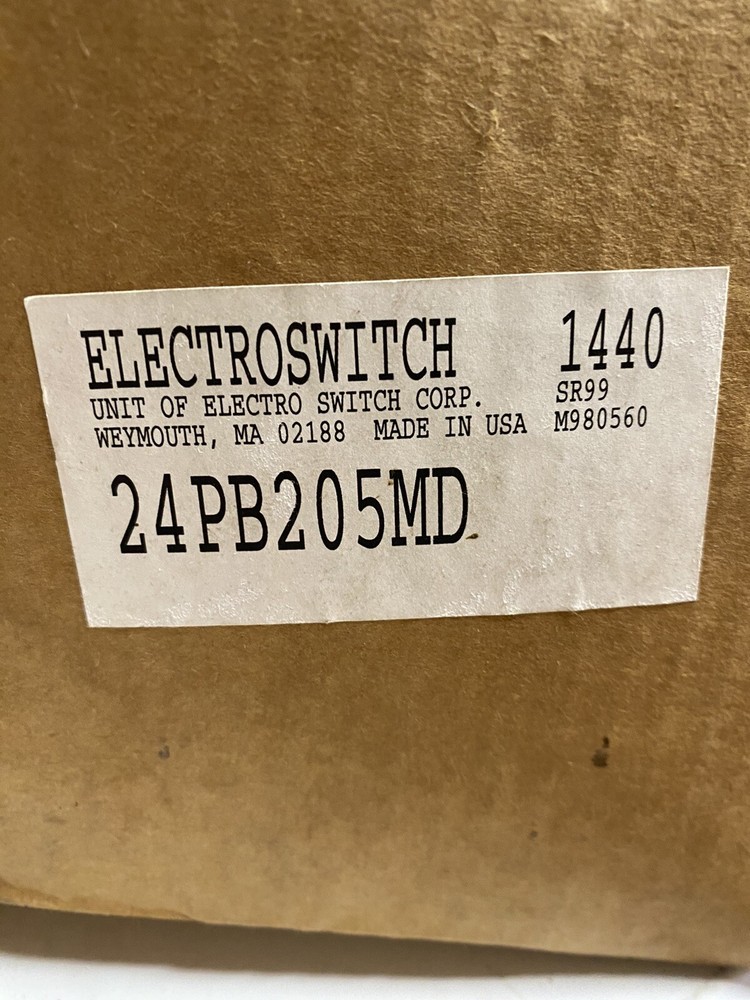 ELECTROSWITCH 1440
UNIT OF ELECTRO SWITCH CORP. SR99
WEYMOUTH, MA 02188 MADE IN USA M980560
24PB205MD